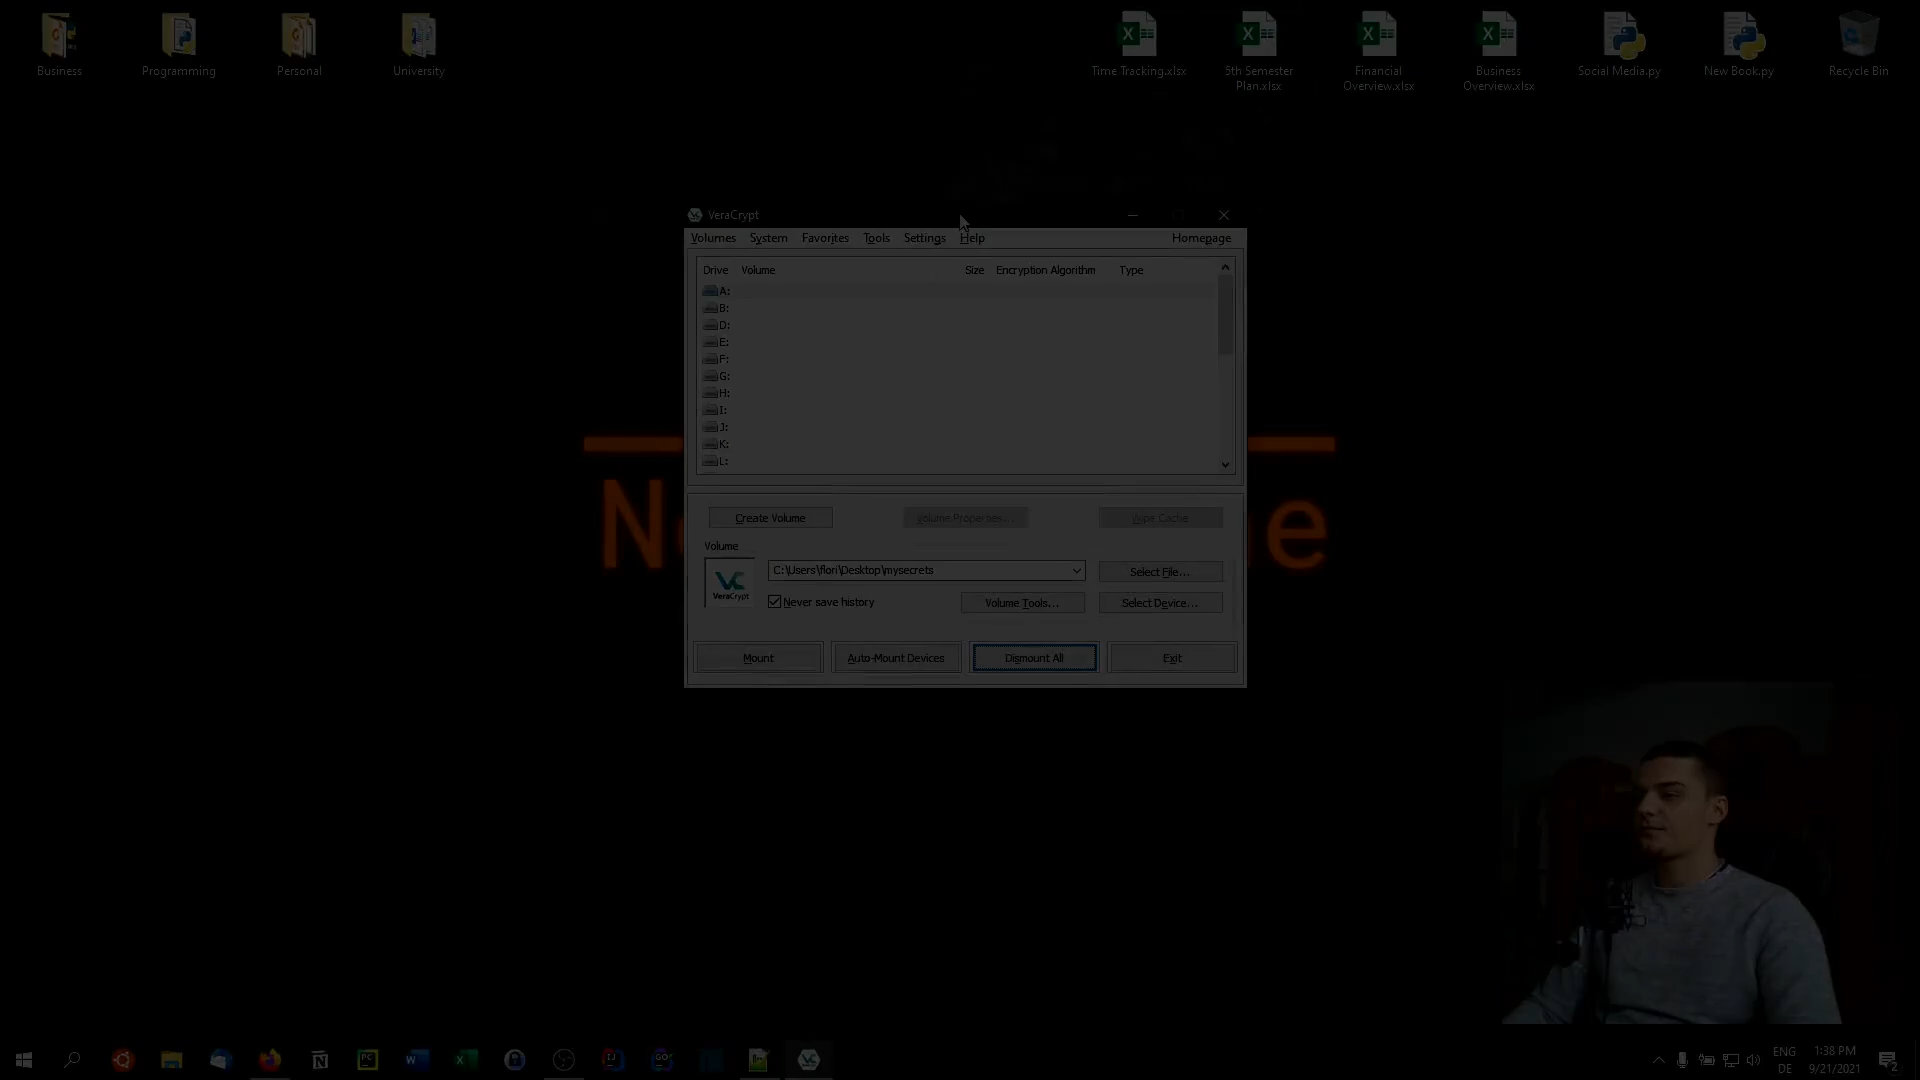 Business
Programming
Personal
University
Time Tracking.xlsx
5th Semester
Plan.xlsx
Financial
Overview.xlsx
Business
Overview.xlsx
Social Media.py
New Book.py
Recycle Bin
VeraCrypt
Volumes System Favorites Tools Settings Help Homepage
Drive Volume Size Encryption Algorithm Type
A:
B:
D:
E:
F:
G:
H:
I:
J:
K:
L:
Create Volume Volume Properties... Wipe Cache
Volume
VeraCrypt
C:\Users\flori\Desktop\mysecrets
Select File...
Never save history
Volume Tools... Select Device...
Mount Auto-Mount Devices Dismount All Exit
ENG
DE
1:38 PM
9/21/2021